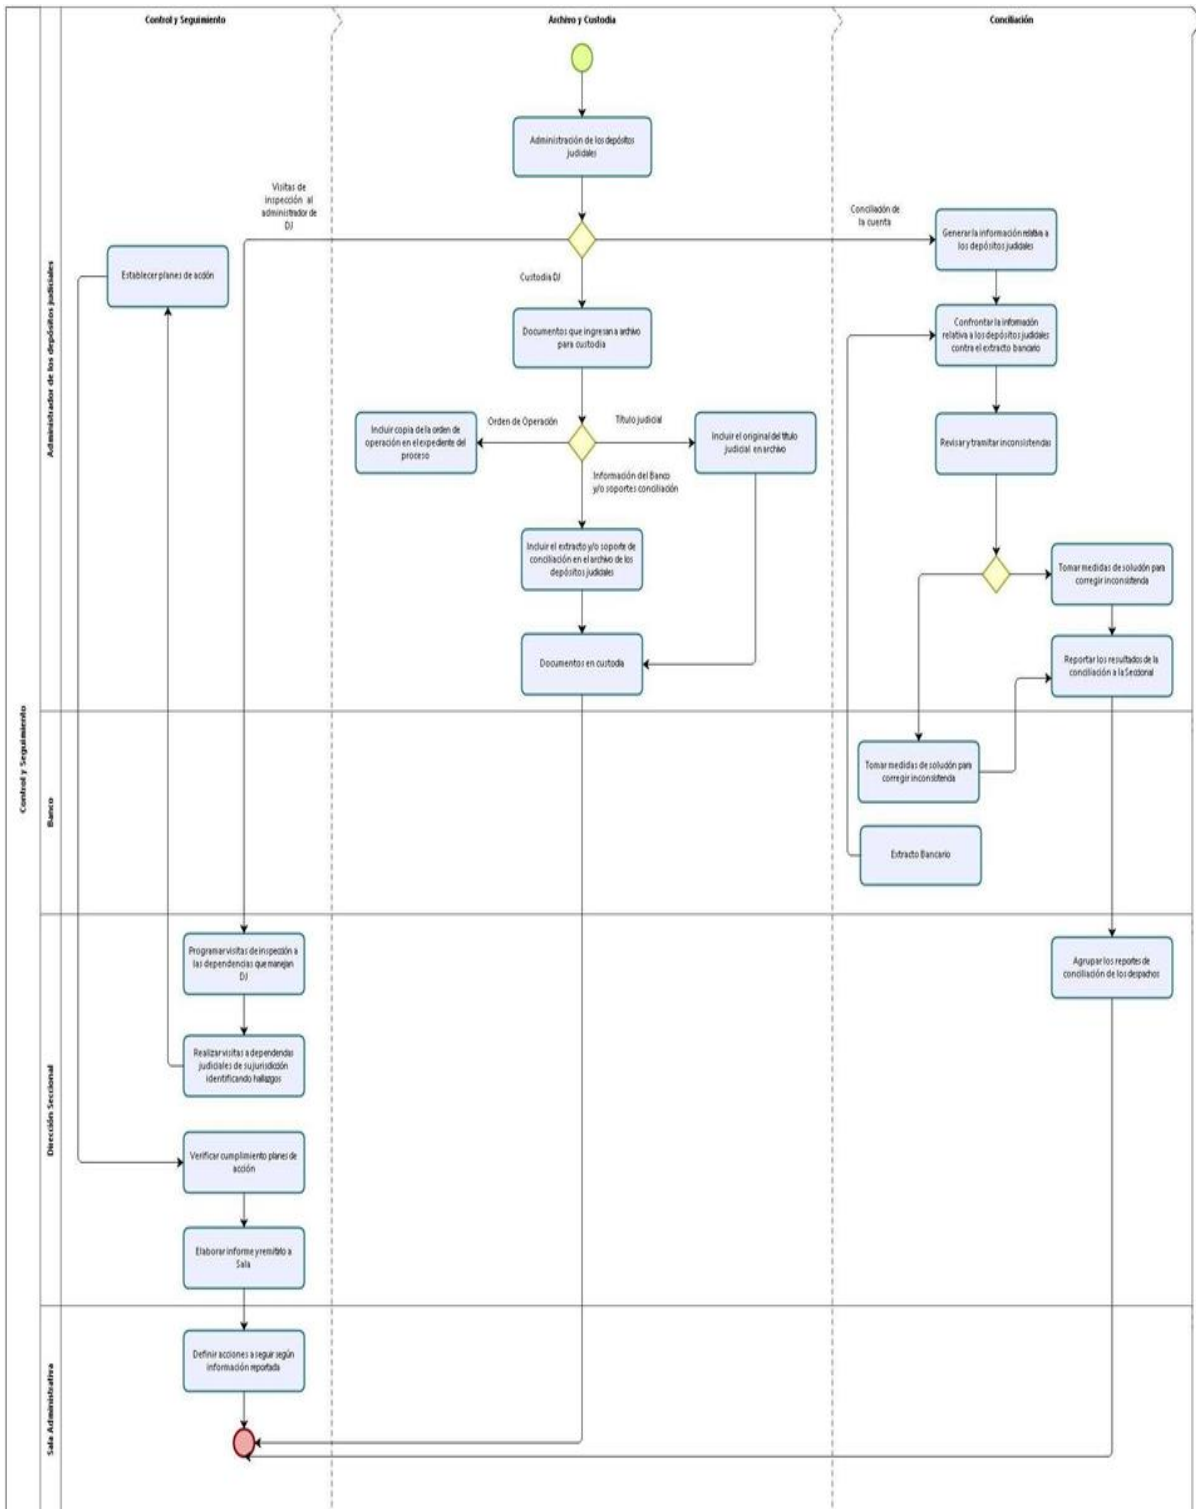 Control y Seguimiento
Archivo y Custodia
Conciliación
Control y Seguimiento
Administrador de los depósitos judiciales
Banco
Dirección Seccional
Sala Administrativa
Administración de los depósitos
judiciales
Visitas de
inspección al
administrador de
DJ
Conciliación de
la cuenta
Generar la información relativa a
los depósitos judiciales
Establecer planes de acción
Custodia DJ
Documentos que ingresan a archivo
para custodia
Confrontar la información
relativa a los depósitos judiciales
contra el extracto bancario
Incluir copia de la orden de
operación en el expediente del
proceso
Orden de Operación
Título judicial
Incluir el original del título
judicial en archivo
Revisar y tramitar inconsistencias
Información del Banco
y/o soportes conciliación
Incluir el extracto y/o soporte de
conciliación en el archivo de los
depósitos judiciales
Tomar medidas de solución para
corregir inconsistencia
Documentos en custodia
Reportar los resultados de la
conciliación a la Seccional
Tomar medidas de solución para
corregir inconsistencia
Extracto Bancario
Programar visitas de inspección a
las dependencias que manejan
DJ
Agrupar los reportes de
conciliación de los despachos
Realizar visitas a dependencias
judiciales de su jurisdicción
identificando hallazgos
Verificar cumplimiento planes de
acción
Elaborar informe y remitirlo a
Sala
Definir acciones a seguir según
información reportada